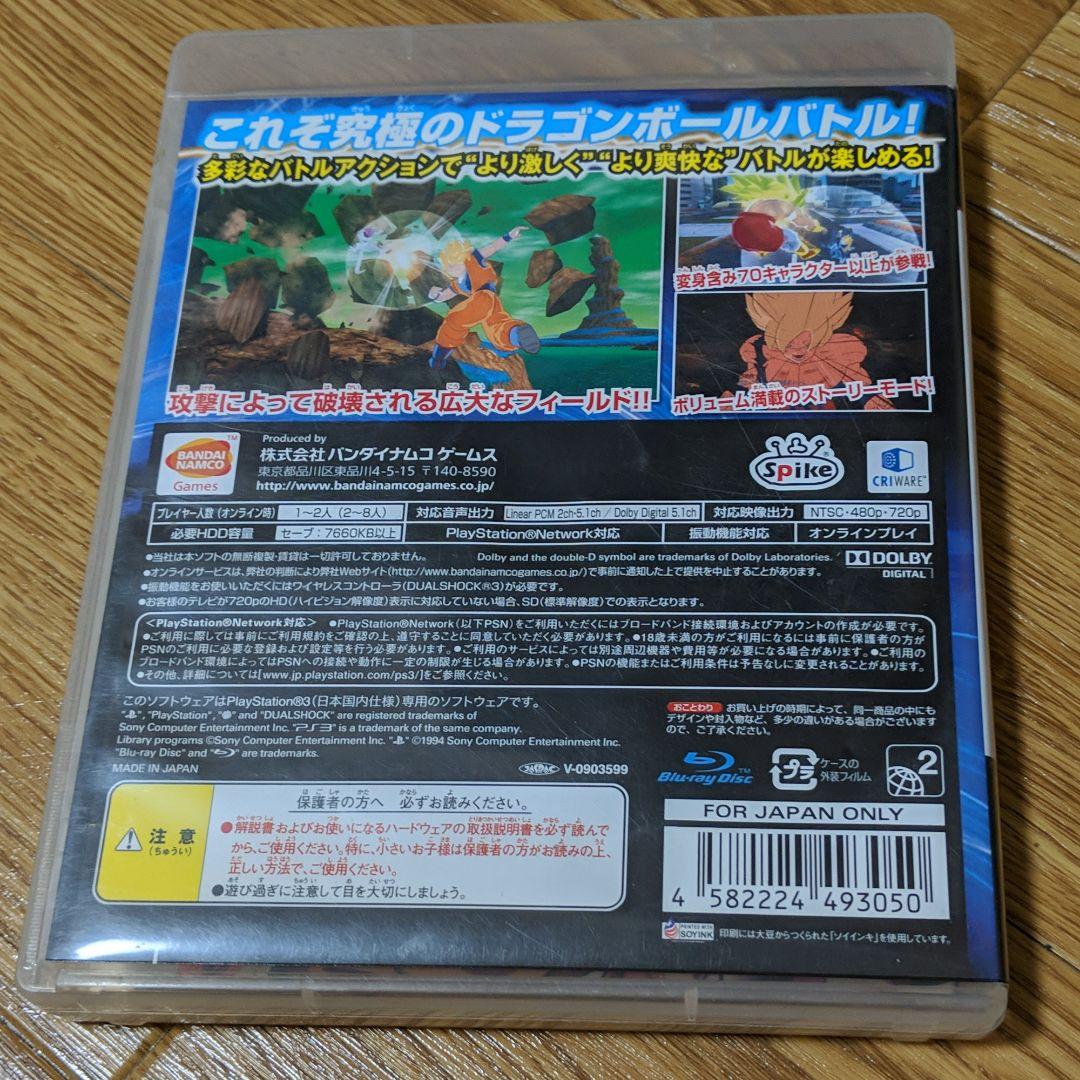 これぞ究極のドラゴンボールバトル!
多彩なバトルアクションで“より激しく”“より爽快な”バトルが楽しめる!
変身含み70キャラクター以上が参戦!
攻撃によって破壊される広大なフィールド!!
ボリューム満載のストーリーモード!
BANDAI NAMCO Games
Produced by
株式会社 バンダイナムコ ゲームス
東京都品川区東品川4-5-15 〒140-8590
http://www.bandainamcogames.co.jp/
Spike
CRIWARE™
プレイヤー人数(オンライン時) 1〜2人(2〜8人) 対応音声出力 Linear PCM 2ch・5.1ch / Dolby Digital 5.1ch 対応映像出力 NTSC・480p・720p
必要HDD容量 セーブ:7660KB以上 PlayStation®Network対応 振動機能対応 オンラインプレイ
●当社は本ソフトの無断複製・賃貸は一切許可しておりません。 Dolby and the double-D symbol are trademarks of Dolby Laboratories.
DOLBY DIGITAL
●オンラインサービスは、弊社の判断により弊社Webサイト(http://www.bandainamcogames.co.jp/)で事前に通知した上で提供を中止することがあります。
●振動機能をお使いいただくにはワイヤレスコントローラ(DUALSHOCK®3)が必要です。
●お客様のテレビが720pのHD(ハイビジョン解像度)表示に対応していない場合、SD(標準解像度)での表示となります。
<PlayStation®Network対応> ●PlayStation®Network(以下PSN)をご利用いただくにはブロードバンド接続環境およびアカウントの作成が必要です。
●ご利用に際しては事前にご利用規約をご確認の上、遵守することに同意していただく必要があります。●18歳未満の方がご利用になるには事前に保護者の方が
PSNのご利用に必要な登録および設定等を行う必要があります。●ご利用のサービスによっては別途周辺機器や費用等が必要になる場合があります。●ご利用の
ブロードバンド環境によってはPSNへの接続や動作に一定の制限が生じる場合があります。●PSNの機能またはご利用条件は予告なしに変更されることがあります。
●その他、詳細については[www.jp.playstation.com/ps3/]をご参照ください。
このソフトウェアはPlayStation®3(日本国内仕様)専用のソフトウェアです。
"PlayStation", and "DUALSHOCK" are registered trademarks of
Sony Computer Entertainment Inc. "PS3" is a trademark of the same company.
Library programs ©Sony Computer Entertainment Inc. ©1994 Sony Computer Entertainment Inc.
"Blu-ray Disc" and are trademarks.
MADE IN JAPAN
V-0903599
おことわり お買い上げの時期によって、同一商品の中にも
デザインや封入物など、多少の違いがある場合がございます
ので、ご了承ください。
Blu-ray Disc
プラ
ケースの
外装フィルム
2
注意
(ちゅうい)
保護者の方へ 必ずお読みください。
●解説書およびお使いになるハードウェアの取扱説明書を必ず読んで
から、ご使用ください。特に、小さいお子様は保護者の方がお読みの上、
正しい方法で、ご使用ください。
●遊び過ぎに注意して目を大切にしましょう。
FOR JAPAN ONLY
4 582224 493050
PRINTED WITH SOY INK
印刷には大豆からつくられた「ソイインキ」を使用しています。